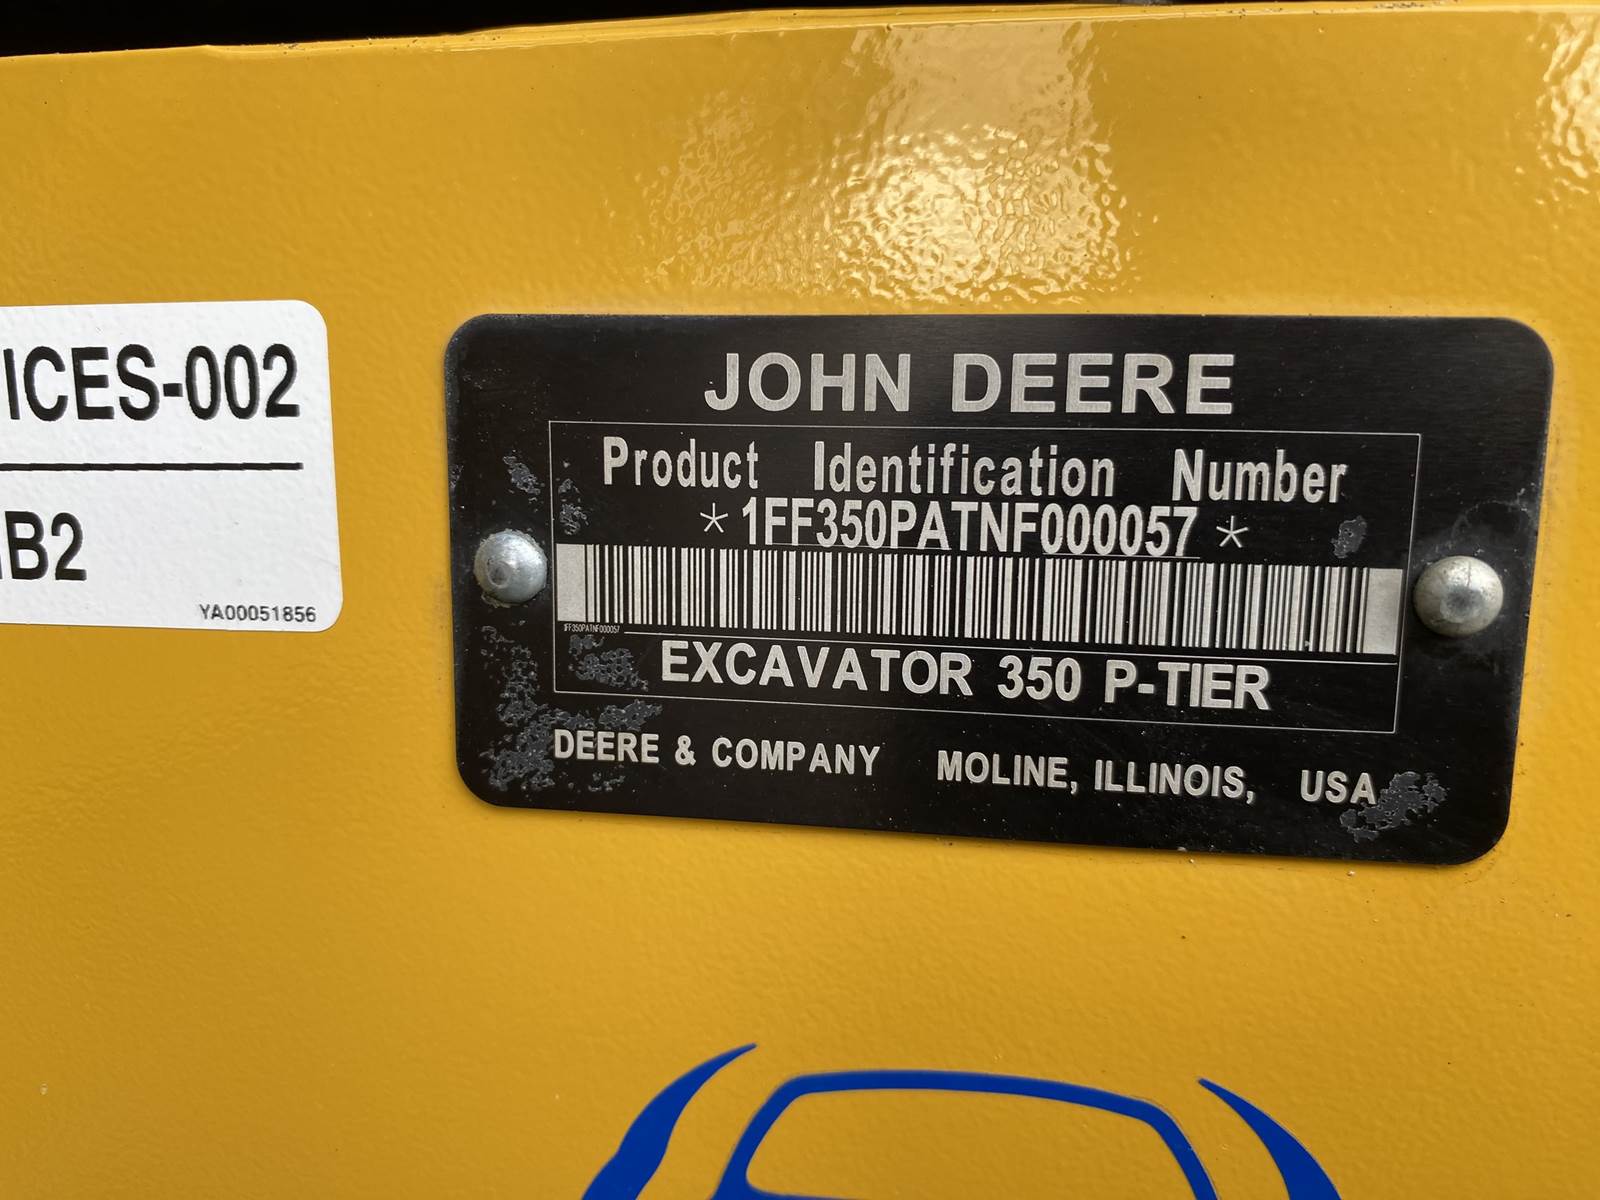 ICES-002
B2
YA00051856
JOHN DEERE
Product Identification Number
* 1FF350PATNF000057 *
1FF350PATNF000057
EXCAVATOR 350 P-TIER
DEERE & COMPANY MOLINE, ILLINOIS, USA